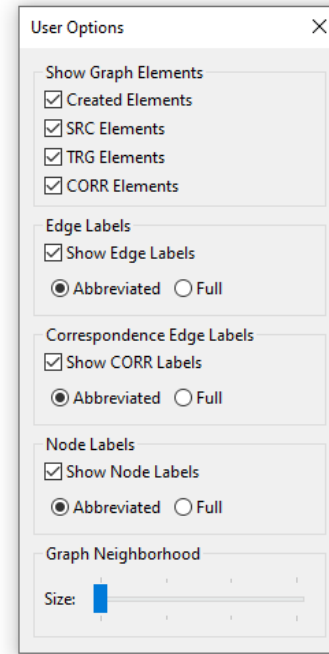 User Options
Show Graph Elements
Created Elements
SRC Elements
TRG Elements
CORR Elements
Edge Labels
Show Edge Labels
Abbreviated Full
Correspondence Edge Labels
Show CORR Labels
Abbreviated Full
Node Labels
Show Node Labels
Abbreviated Full
Graph Neighborhood
Size: